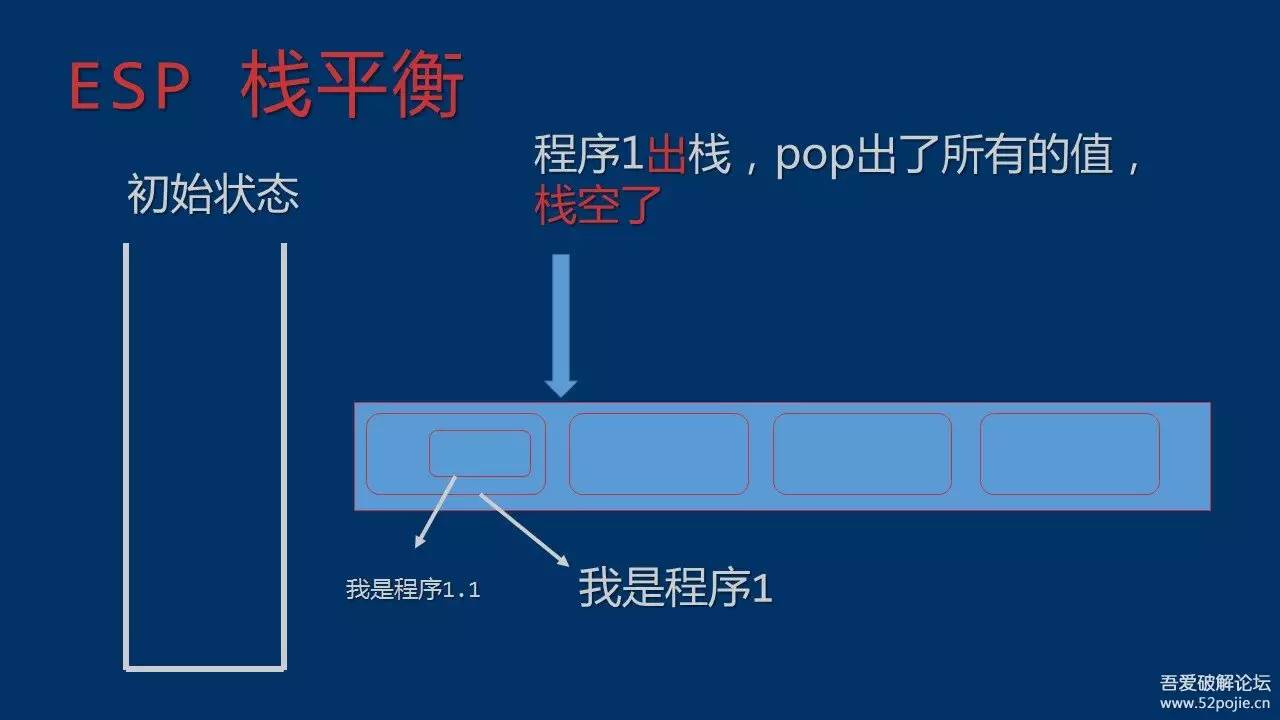 ESP 栈平衡
程序1出栈，pop出了所有的值，
栈空了
初始状态
我是程序1.1
我是程序1
吾爱破解论坛
www.52pojie.cn